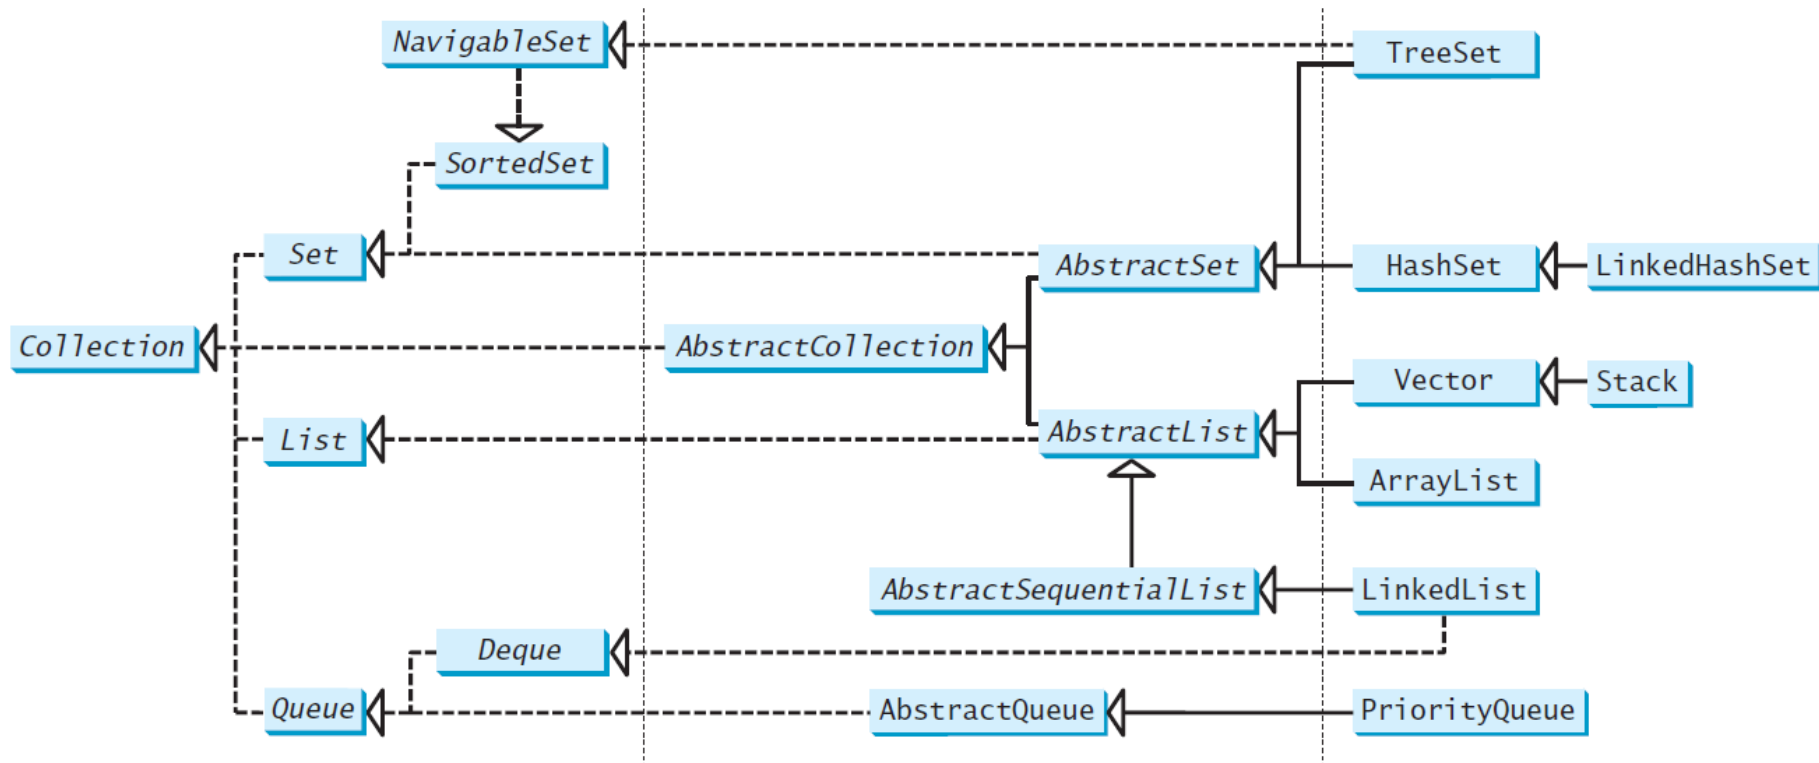 NavigableSet
TreeSet
SortedSet
Set
AbstractSet
HashSet
LinkedHashSet
Collection
AbstractCollection
Vector
Stack
List
AbstractList
ArrayList
AbstractSequentialList
LinkedList
Deque
Queue
AbstractQueue
PriorityQueue